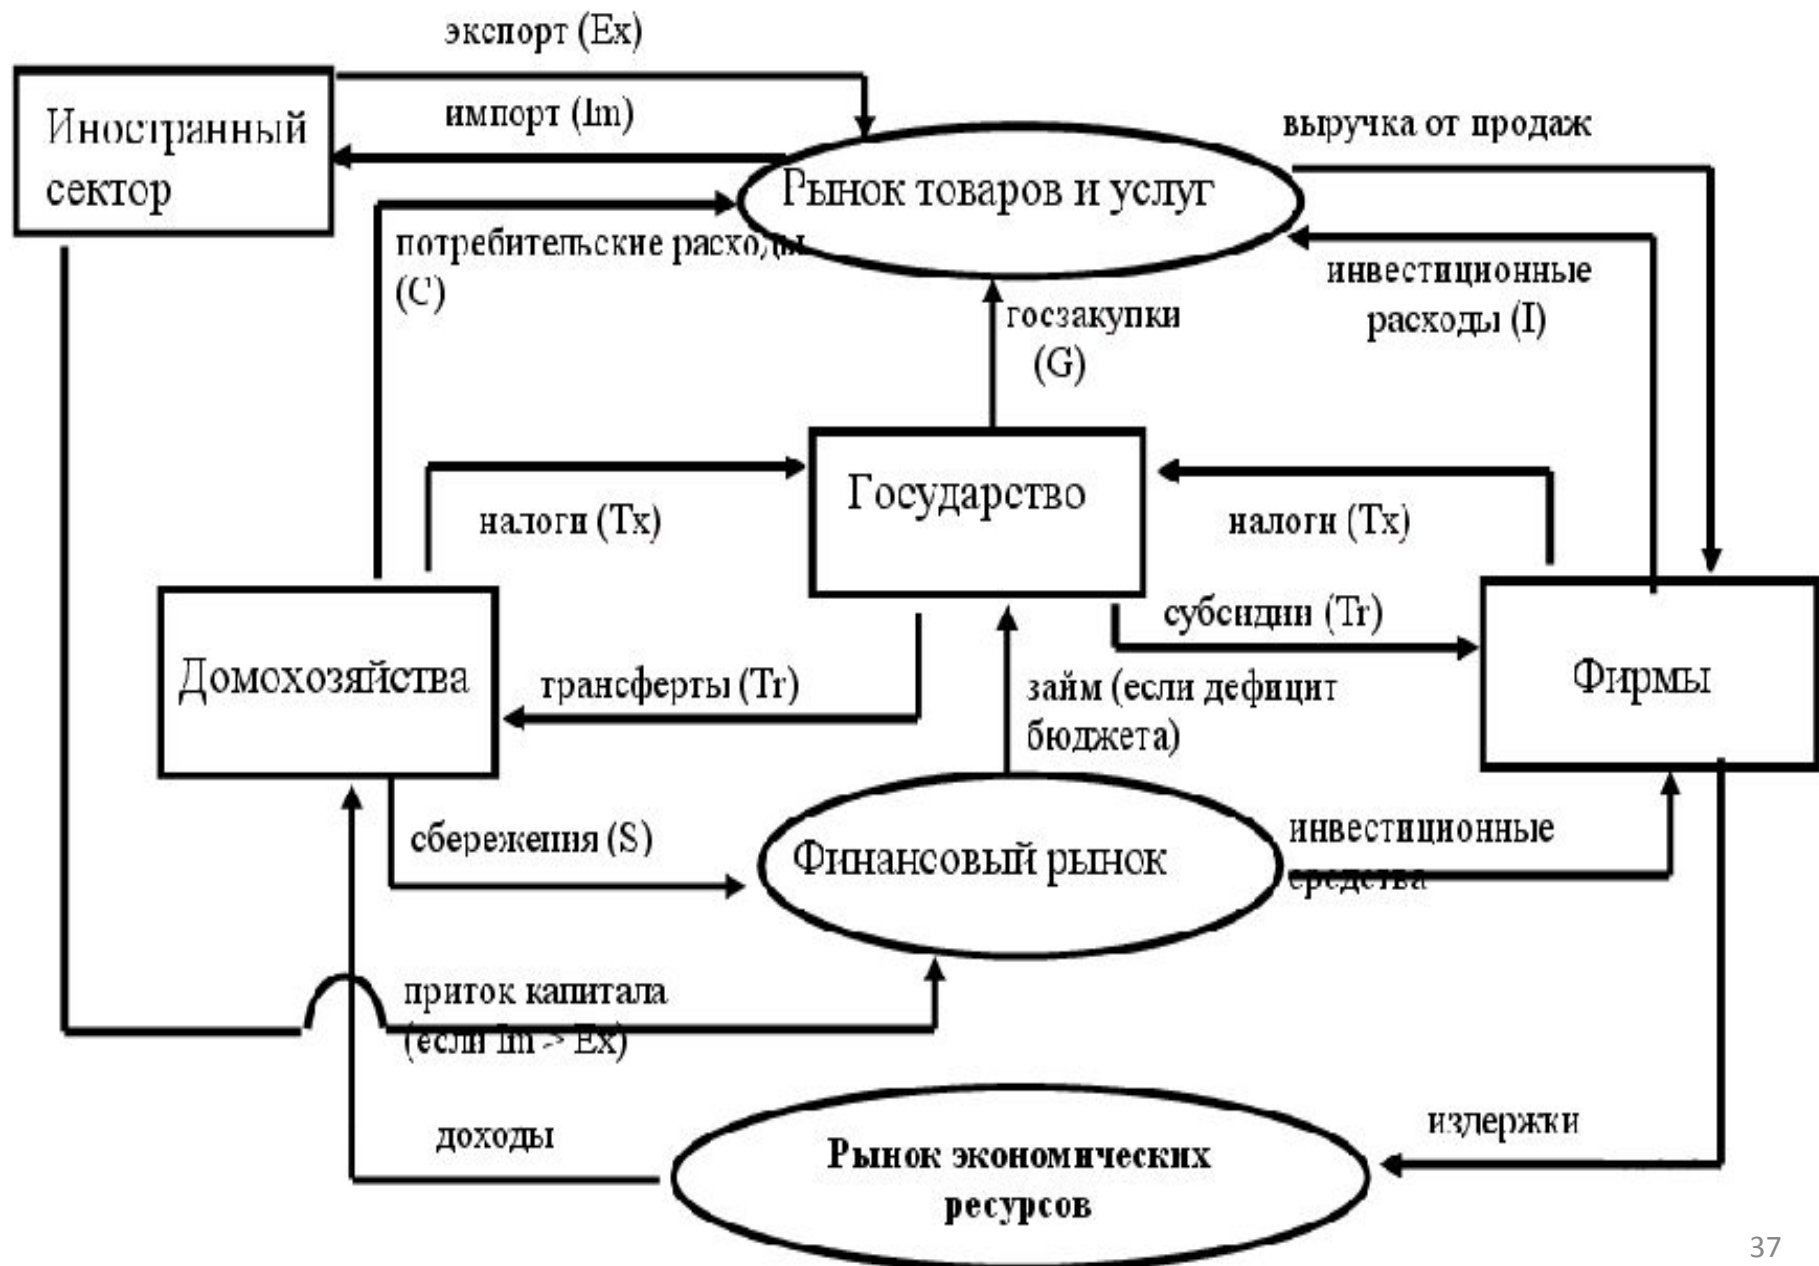 экспорт (Ex)
Иностранный
сектор
импорт (Im)
выручка от продаж
Рынок товаров и услуг
потребительские расходы
(C)
инвестиционные
расходы (I)
госзакупки
(G)
Государство
налоги (Tx)
налоги (Tx)
субсидии (Tr)
Домохозяйства
трансферты (Tr)
займ (если дефицит
бюджета)
Фирмы
сбережения (S)
Финансовый рынок
инвестиционные
средства
приток капитала
(если Im > Ex)
доходы
Рынок экономических
ресурсов
издержки
37